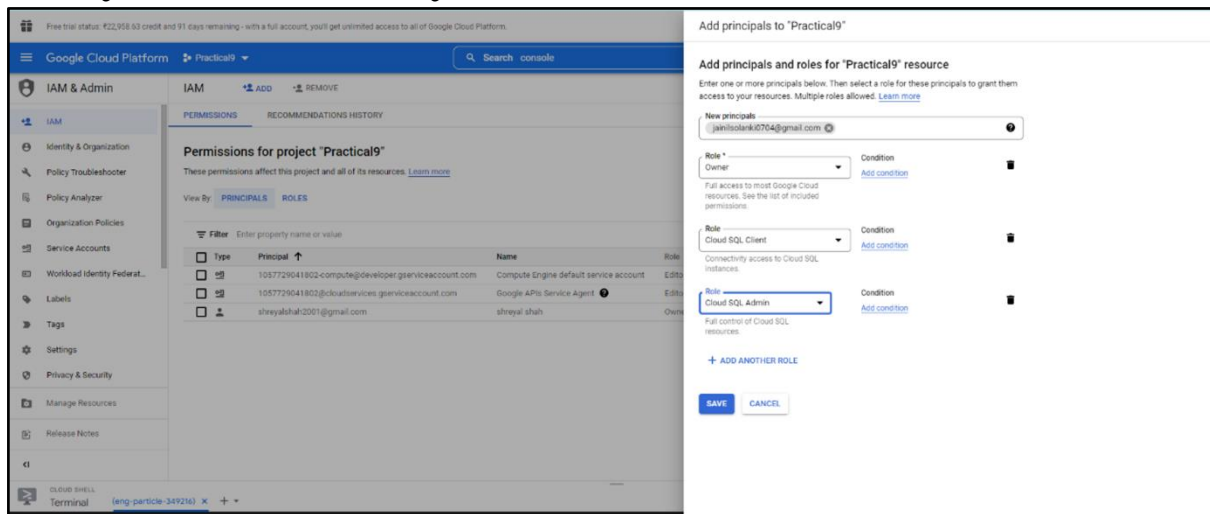 Free trial status: ₹22,958.63 credit and 91 days remaining - with a full account, you'll get unlimited access to all of Google Cloud Platform.
Google Cloud Platform
Practical9
Search console
IAM & Admin
IAM
ADD
REMOVE
IAM
Identity & Organization
Policy Troubleshooter
Policy Analyzer
Organization Policies
Service Accounts
Workload Identity Federat...
Labels
Tags
Settings
Privacy & Security
Manage Resources
Release Notes
PERMISSIONS
RECOMMENDATIONS HISTORY
Permissions for project "Practical9"
These permissions affect this project and all of its resources. Learn more
View By: PRINCIPALS ROLES
Filter Enter property name or value
Type Principal Name Role
1057729041802-compute@developer.gserviceaccount.com Compute Engine default service account Edito
1057729041802@cloudservices.gserviceaccount.com Google APIs Service Agent Edito
shreyalshah2001@gmail.com shreyal shah Owne
CLOUD SHELL
Terminal
(eng-particle-349216) × +
Add principals to "Practical9"
Add principals and roles for "Practical9" resource
Enter one or more principals below. Then select a role for these principals to grant them
access to your resources. Multiple roles allowed. Learn more
New principals
jainilsolanki0704@gmail.com
Role *
Owner
Condition
Add condition
Full access to most Google Cloud
resources. See the list of included
permissions.
Role
Cloud SQL Client
Condition
Add condition
Connectivity access to Cloud SQL
instances.
Role
Cloud SQL Admin
Condition
Add condition
Full control of Cloud SQL
resources.
+ ADD ANOTHER ROLE
SAVE
CANCEL